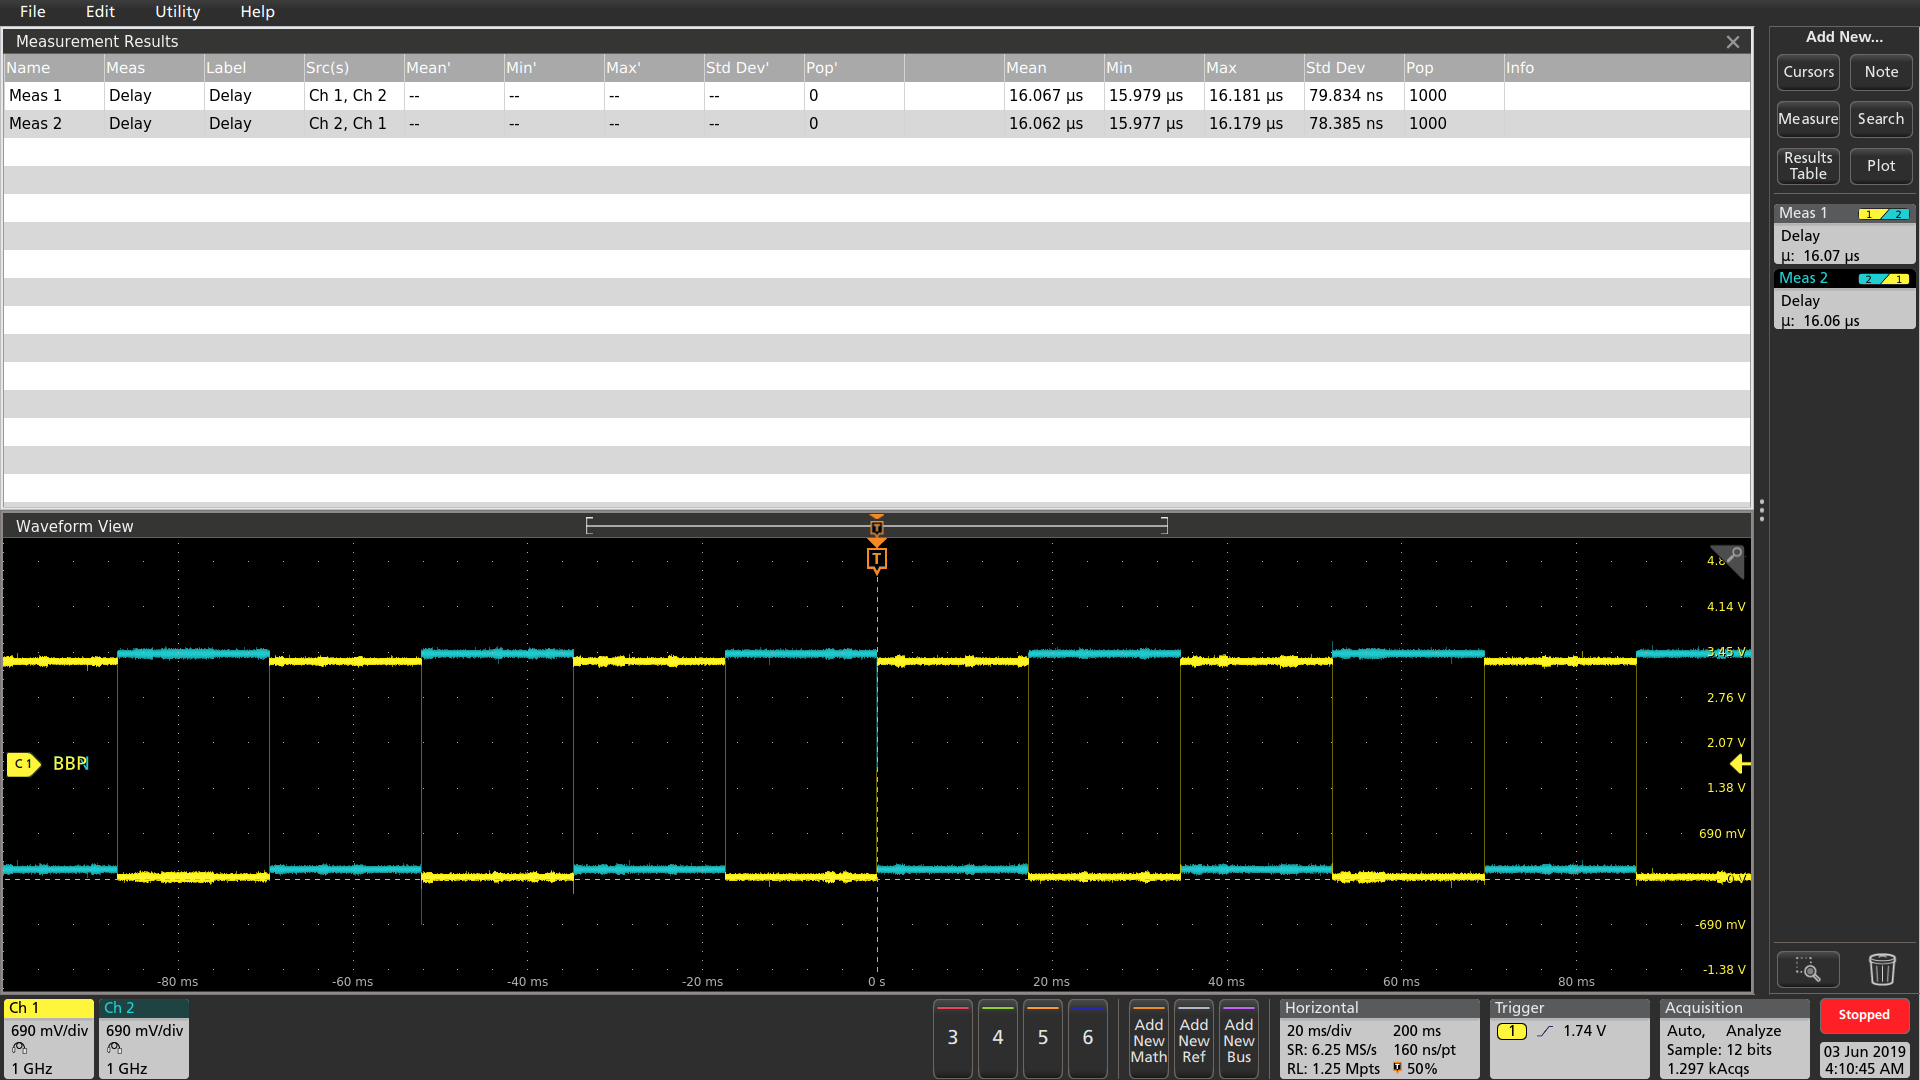 File Edit Utility Help
Measurement Results
Name Meas Label Src(s) Mean' Min' Max' Std Dev' Pop' Mean Min Max Std Dev Pop Info
Meas 1 Delay Delay Ch 1, Ch 2 -- -- -- -- 0 16.067 µs 15.979 µs 16.181 µs 79.834 ns 1000
Meas 2 Delay Delay Ch 2, Ch 1 -- -- -- -- 0 16.062 µs 15.977 µs 16.179 µs 78.385 ns 1000
Add New...
Cursors Note
Measure Search
Results Table Plot
Meas 1 1 2
Delay
µ: 16.07 µs
Meas 2 2 1
Delay
µ: 16.06 µs
Waveform View
T
T
4.14 V
3.45 V
2.76 V
2.07 V
1.38 V
690 mV
0 V
-690 mV
-1.38 V
C 1
-80 ms -60 ms -40 ms -20 ms 0 s 20 ms 40 ms 60 ms 80 ms
Ch 1
690 mV/div
1 GHz
Ch 2
690 mV/div
1 GHz
3 4 5 6
Add New Math
Add New Ref
Add New Bus
Horizontal
20 ms/div 200 ms
SR: 6.25 MS/s 160 ns/pt
RL: 1.25 Mpts T 50%
Trigger
1 1.74 V
Acquisition
Auto, Analyze
Sample: 12 bits
1.297 kAcqs
Stopped
03 Jun 2019
4:10:45 AM